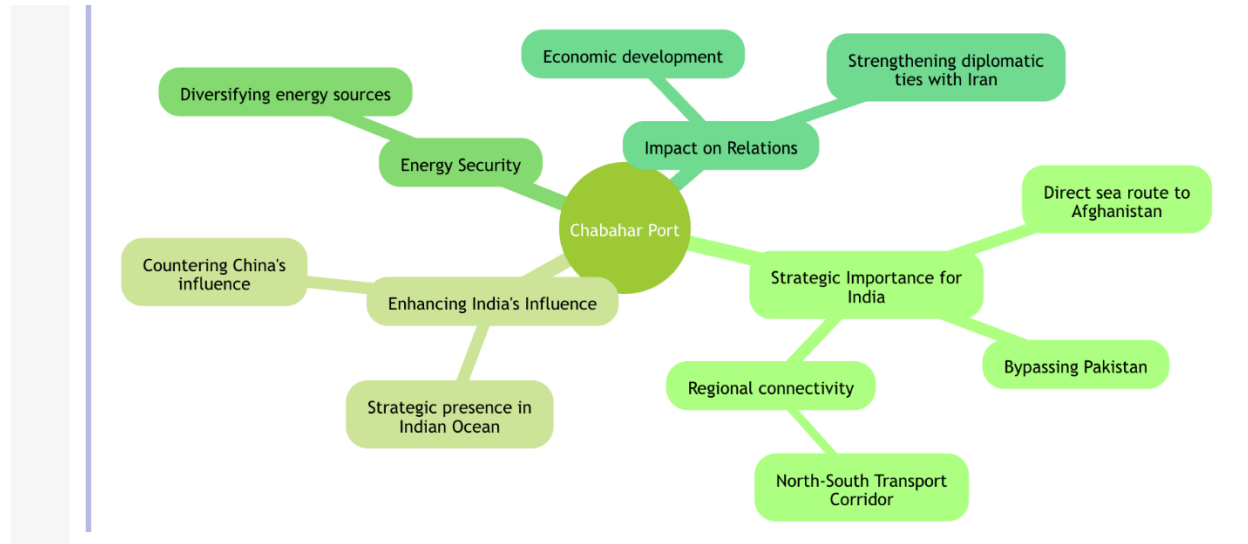 Economic development
Strengthening diplomatic
ties with Iran
Diversifying energy sources
Impact on Relations
Energy Security
Direct sea route to
Afghanistan
Chabahar Port
Countering China's
influence
Enhancing India's Influence
Strategic Importance for
India
Bypassing Pakistan
Regional connectivity
Strategic presence in
Indian Ocean
North-South Transport
Corridor